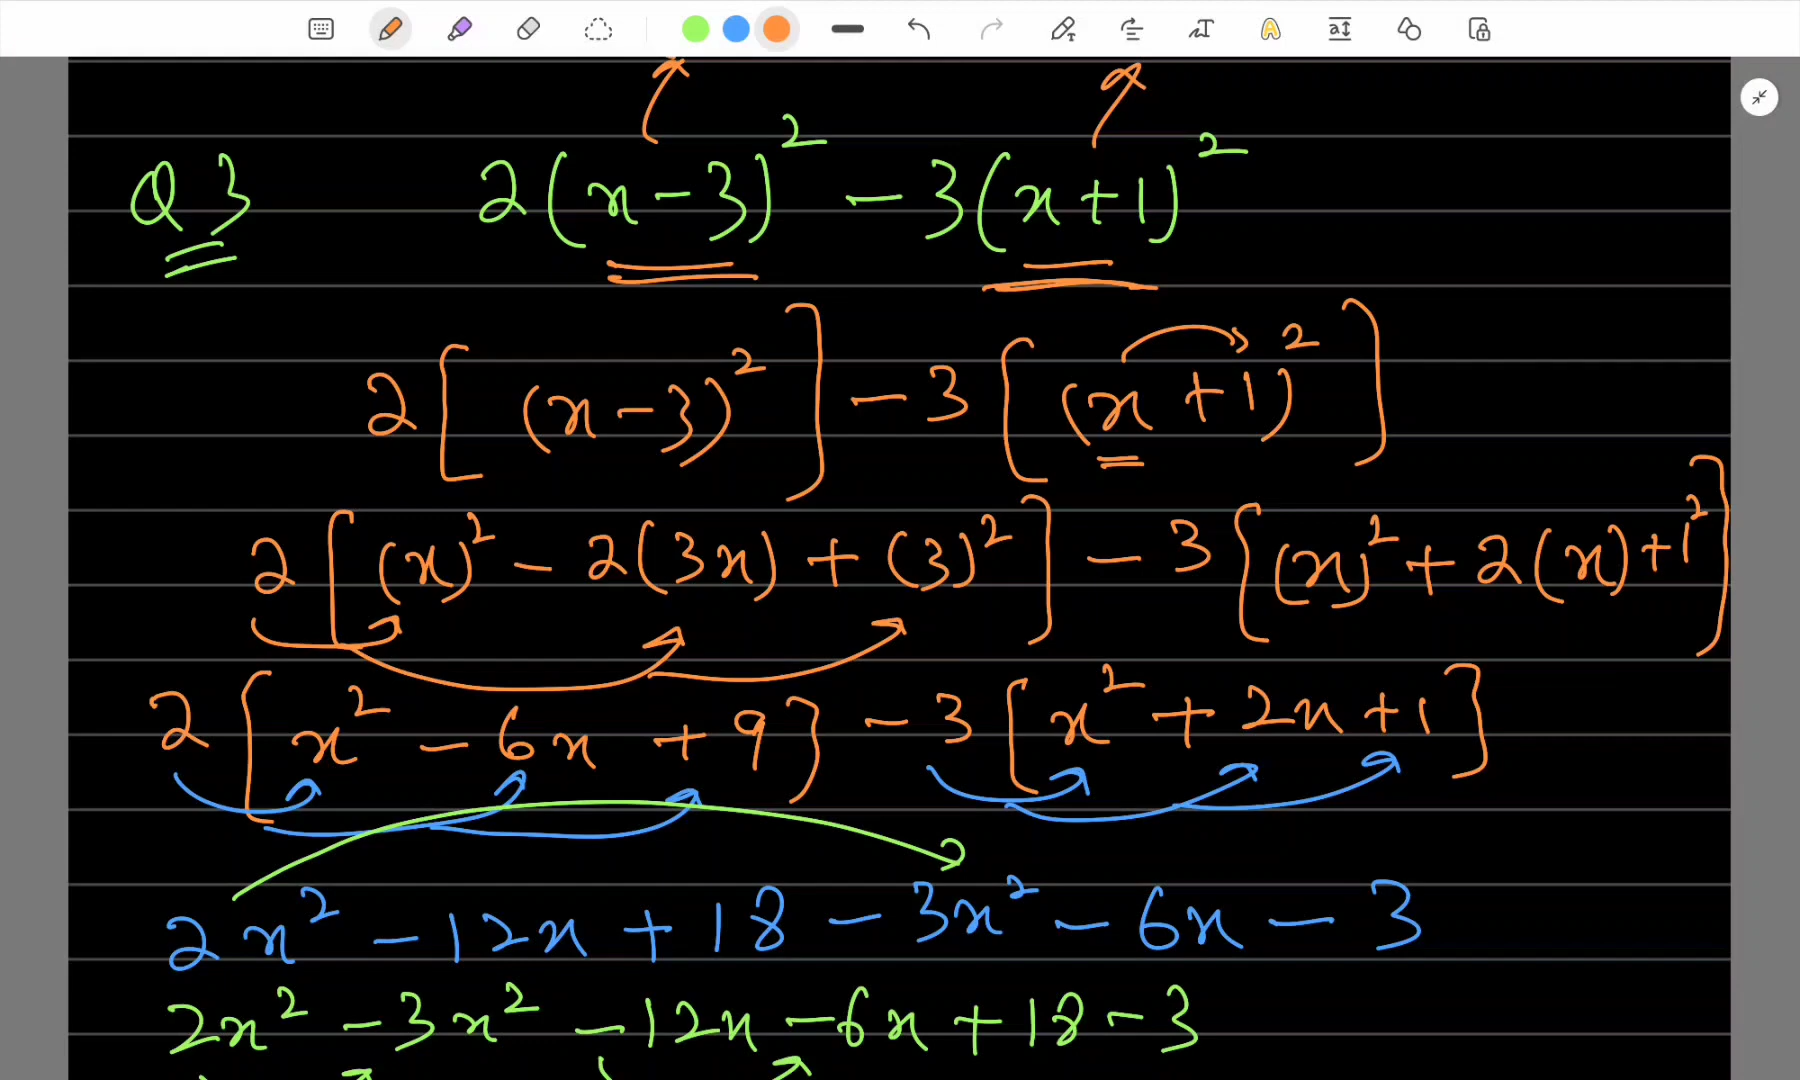 Q3 2(x-3)² - 3(x+1)²
2[(x-3)²] - 3[(x+1)²]
2[(x)² - 2(3x) + (3)²] - 3[(x)² + 2(x) + 1²]
2[x² - 6x + 9] - 3[x² + 2x + 1]
2x² - 12x + 18 - 3x² - 6x - 3
2x² - 3x² - 12x - 6x + 18 - 3